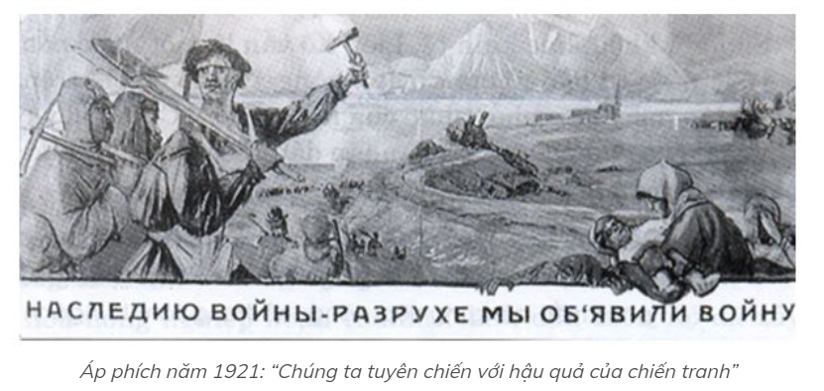 НАСЛЕДИЮ ВОЙНЫ-РАЗРУХЕ МЫ ОБ'ЯВИЛИ ВОЙНУ
Áp phích năm 1921: “Chúng ta tuyên chiến với hậu quả của chiến tranh”